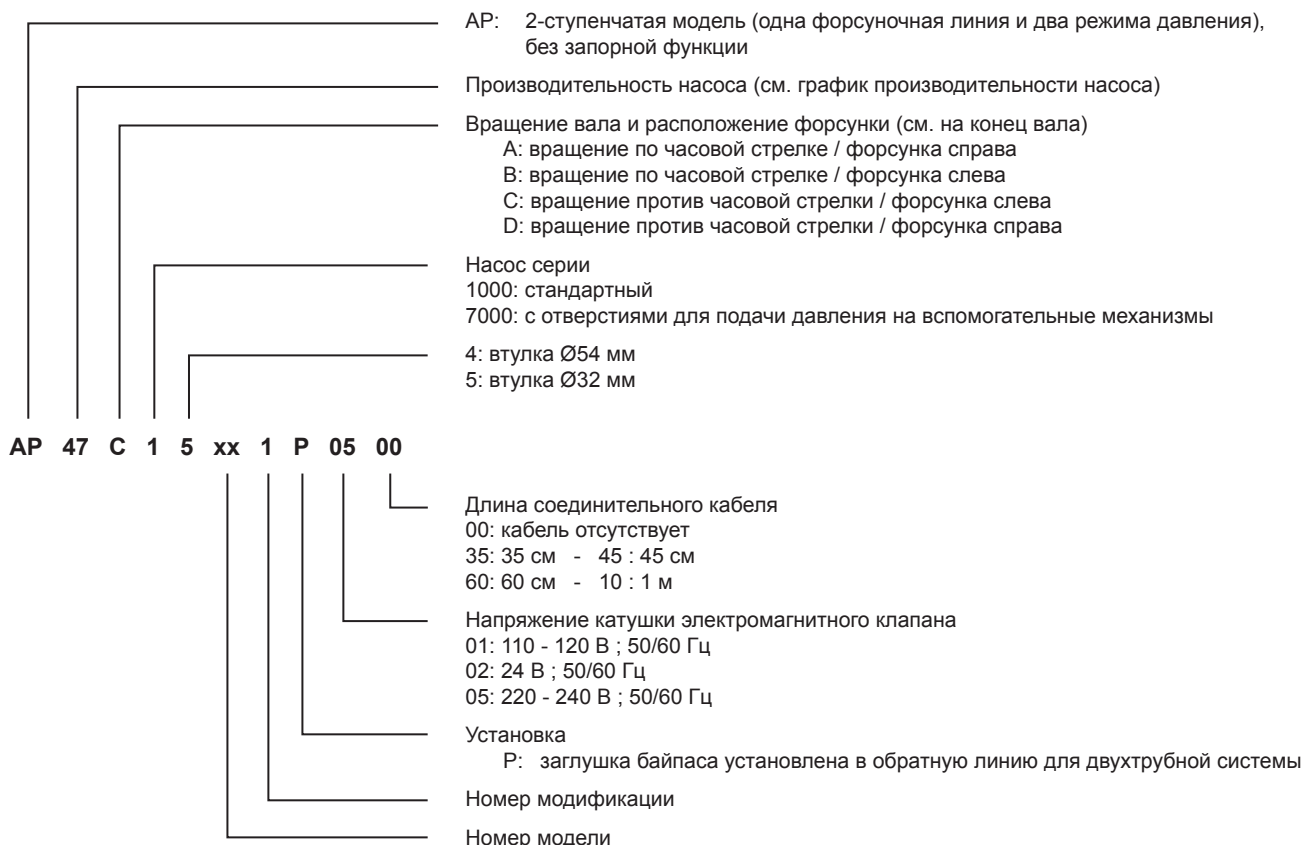 AP: 2-ступенчатая модель (одна форсуночная линия и два режима давления),
без запорной функции
Производительность насоса (см. график производительности насоса)
Вращение вала и расположение форсунки (см. на конец вала)
A: вращение по часовой стрелке / форсунка справа
B: вращение по часовой стрелке / форсунка слева
C: вращение против часовой стрелки / форсунка слева
D: вращение против часовой стрелки / форсунка справа
Насос серии
1000: стандартный
7000: с отверстиями для подачи давления на вспомогательные механизмы
4: втулка Ø54 мм
5: втулка Ø32 мм
AP 47 C 1 5 xx 1 P 05 00
Длина соединительного кабеля
00: кабель отсутствует
35: 35 см - 45 : 45 см
60: 60 см - 10 : 1 м
Напряжение катушки электромагнитного клапана
01: 110 - 120 В ; 50/60 Гц
02: 24 В ; 50/60 Гц
05: 220 - 240 В ; 50/60 Гц
Установка
P: заглушка байпаса установлена в обратную линию для двухтрубной системы
Номер модификации
Номер модели